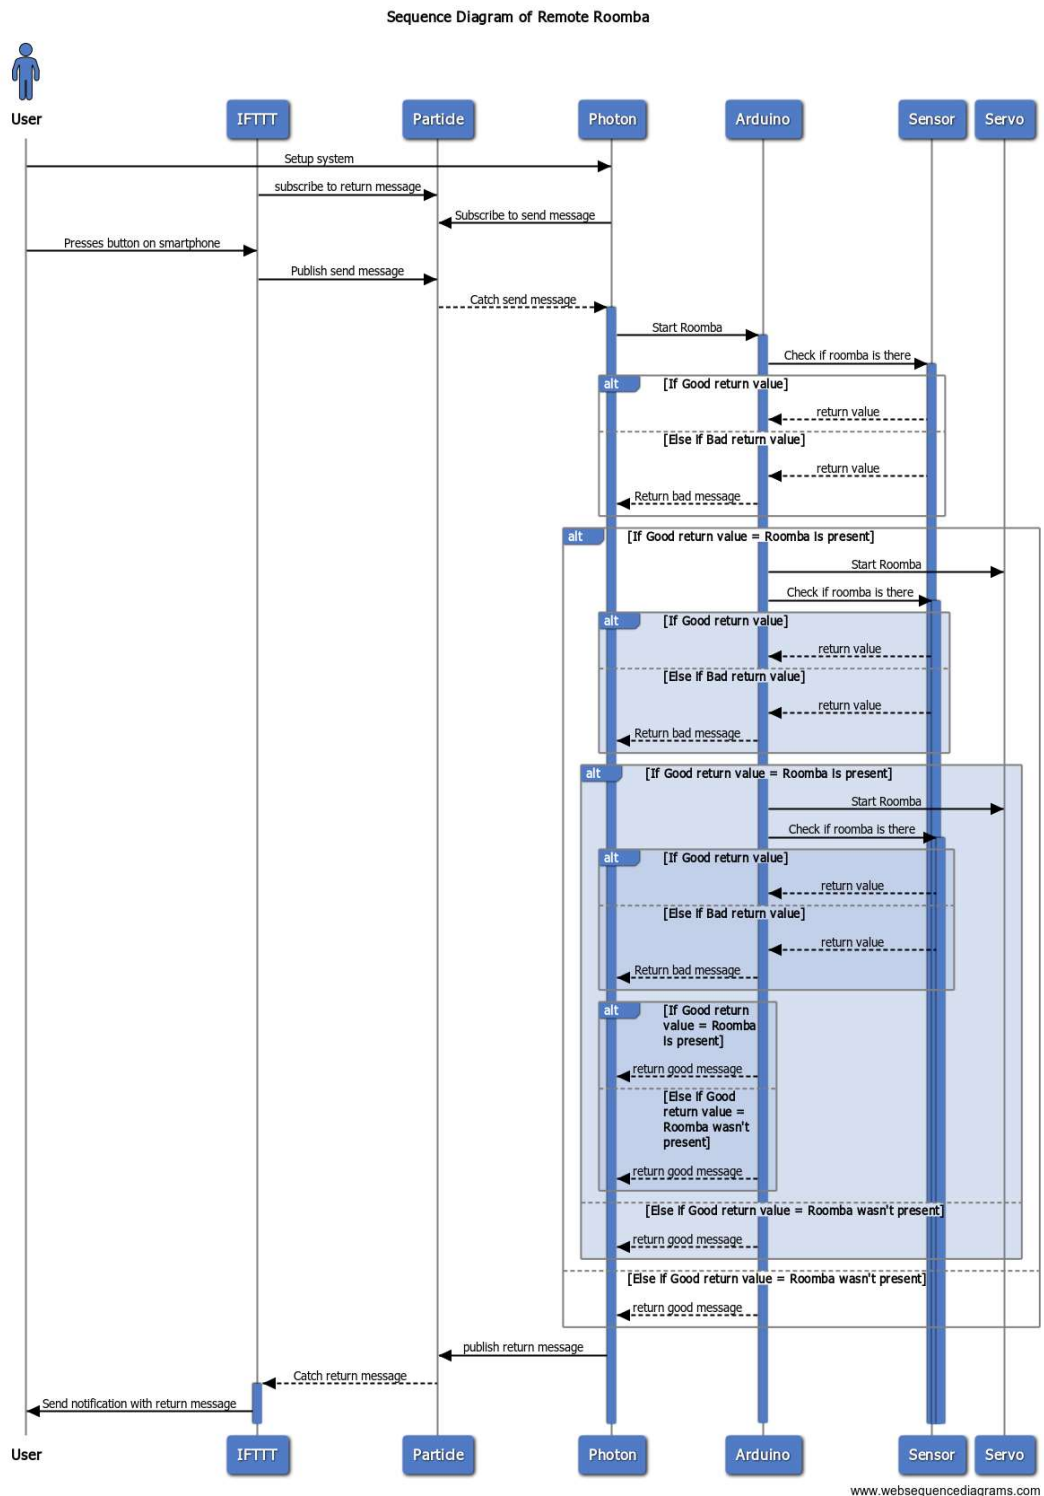 Sequence Diagram of Remote Roomba
User
IFTTT
Particle
Photon
Arduino
Sensor
Servo
Setup system
subscribe to return message
Subscribe to send message
Presses button on smartphone
Publish send message
Catch send message
Start Roomba
Check if roomba is there
alt
[If Good return value]
return value
[Else if Bad return value]
return value
Return bad message
alt
[If Good return value = Roomba is present]
Start Roomba
Check if roomba is there
alt
[If Good return value]
return value
[Else if Bad return value]
return value
Return bad message
alt
[If Good return value = Roomba is present]
Start Roomba
Check if roomba is there
alt
[If Good return value]
return value
[Else if Bad return value]
return value
Return bad message
alt
[If Good return
value = Roomba
is present]
return good message
[Else if Good
return value =
Roomba wasn't
present]
return good message
[Else if Good return value = Roomba wasn't present]
return good message
[Else if Good return value = Roomba wasn't present]
return good message
publish return message
Catch return message
Send notification with return message
User
IFTTT
Particle
Photon
Arduino
Sensor
Servo
www.websequencediagrams.com